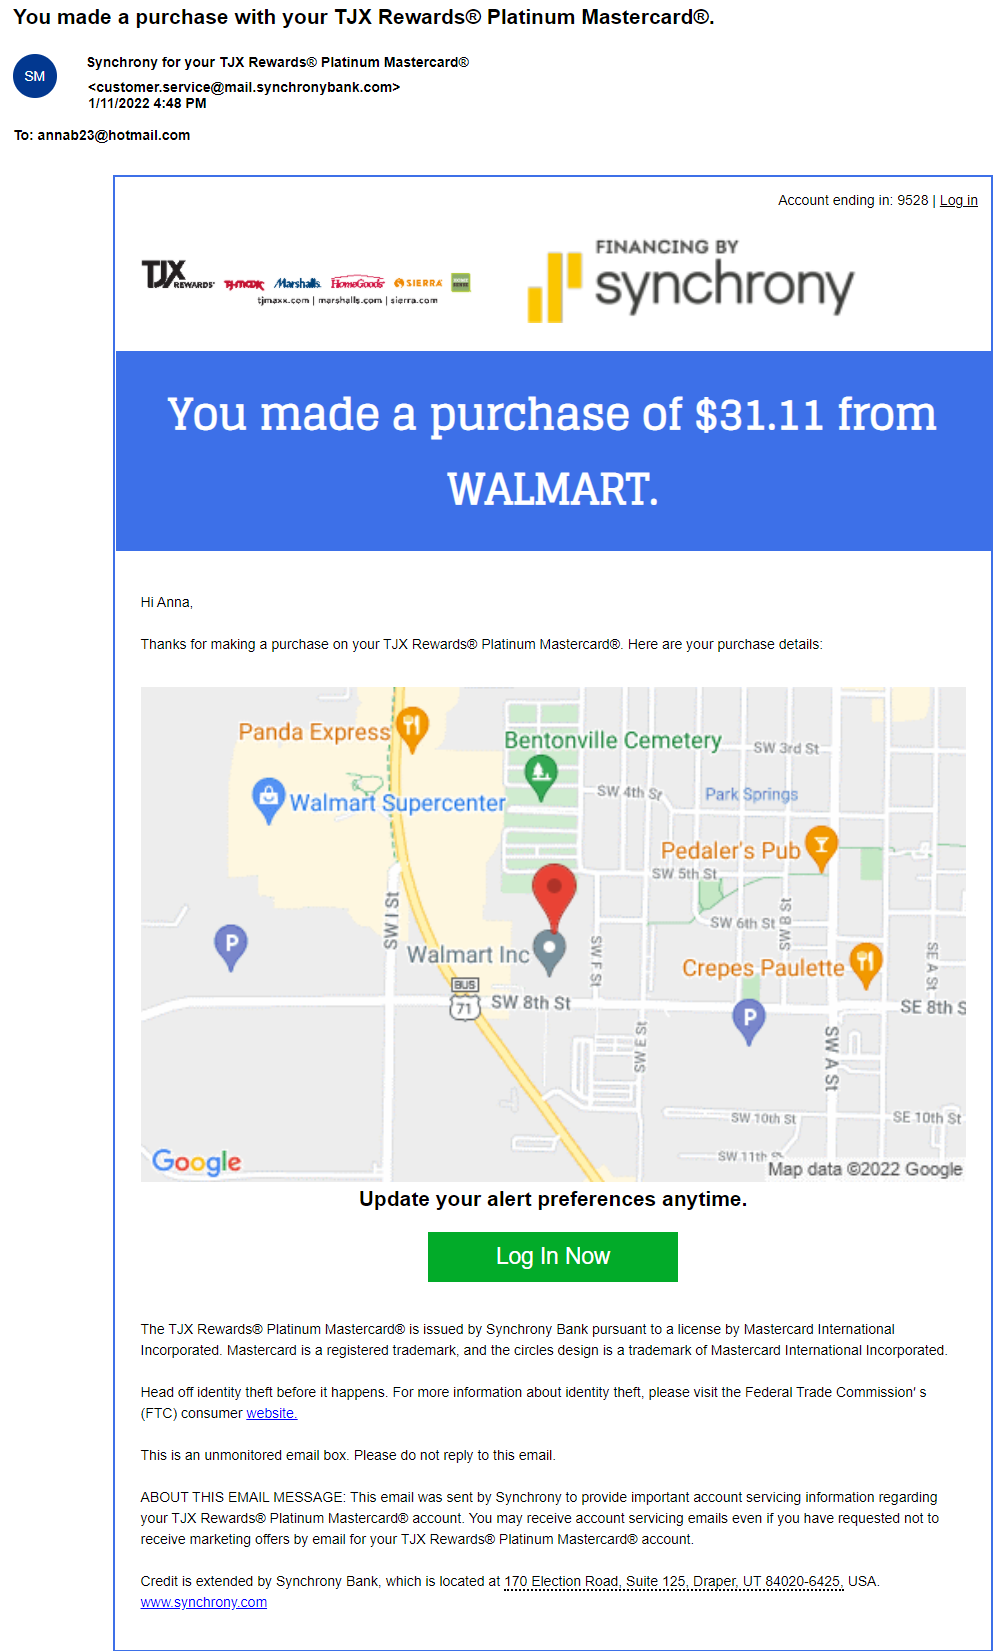 You made a purchase with your TJX Rewards® Platinum Mastercard®.
SM
Synchrony for your TJX Rewards® Platinum Mastercard®
<customer.service@mail.synchronybank.com>
1/11/2022 4:48 PM
To: annab23@hotmail.com
Account ending in: 9528 | Log in
TJX REWARDS® T.J.maxx Marshalls. HomeGoods SIERRA
tjmaxx.com | marshalls.com | sierra.com
FINANCING BY
synchrony
You made a purchase of $31.11 from
WALMART.
Hi Anna,
Thanks for making a purchase on your TJX Rewards® Platinum Mastercard®. Here are your purchase details:
Panda Express
Bentonville Cemetery
SW 3rd St
Walmart Supercenter
SW 4th St
Park Springs
Pedaler's Pub
SW 5th St
SW I St
SW 6th St
SW B St
Walmart Inc
SW F St
Crepes Paulette
SE A St
BUS
71
SW 8th St
SE 8th S
P
P
SW E St
SW A St
SW 10th St
SE 10th St
SW 11th St
Google
Map data ©2022 Google
Update your alert preferences anytime.
Log In Now
The TJX Rewards® Platinum Mastercard® is issued by Synchrony Bank pursuant to a license by Mastercard International
Incorporated. Mastercard is a registered trademark, and the circles design is a trademark of Mastercard International Incorporated.
Head off identity theft before it happens. For more information about identity theft, please visit the Federal Trade Commission' s
(FTC) consumer website.
This is an unmonitored email box. Please do not reply to this email.
ABOUT THIS EMAIL MESSAGE: This email was sent by Synchrony to provide important account servicing information regarding
your TJX Rewards® Platinum Mastercard® account. You may receive account servicing emails even if you have requested not to
receive marketing offers by email for your TJX Rewards® Platinum Mastercard® account.
Credit is extended by Synchrony Bank, which is located at 170 Election Road, Suite 125, Draper, UT 84020-6425, USA.
www.synchrony.com